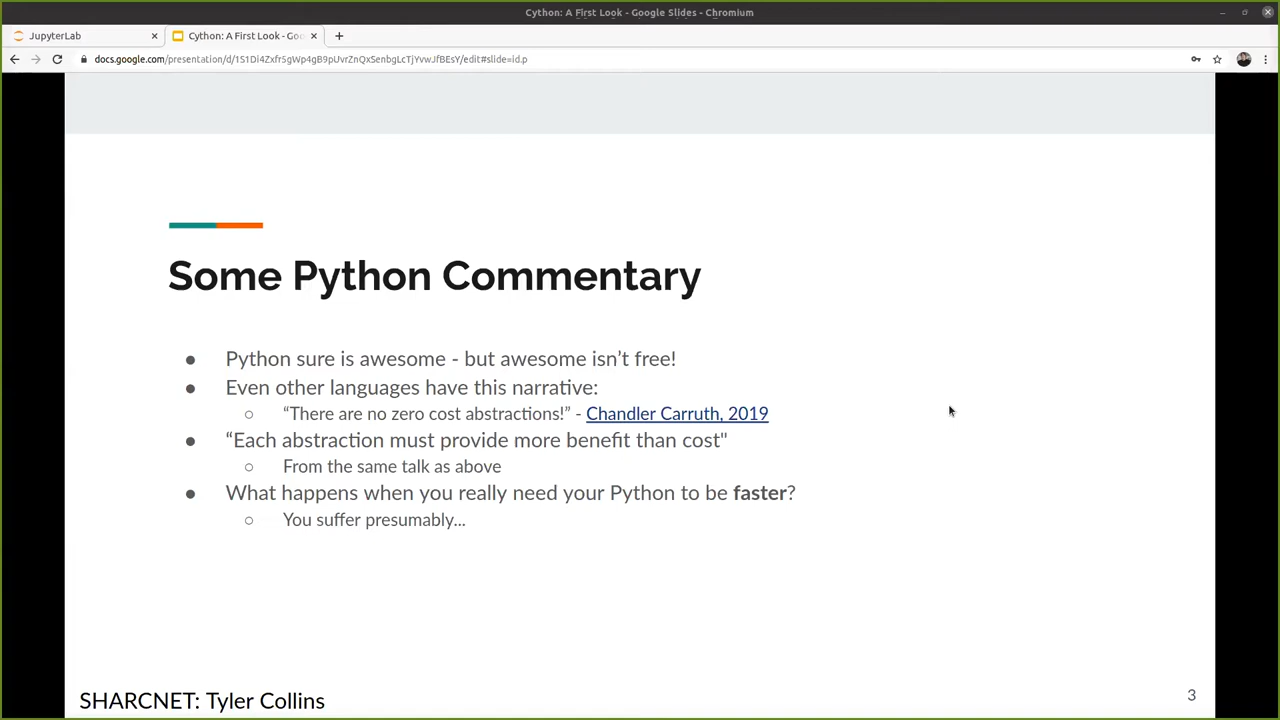 Cython: A First Look - Google Slides - Chromium
JupyterLab
Cython: A First Look - Goo
docs.google.com/presentation/d/1S1Di4Zxfr5gWp4gB9pUvrZnQxSenbgLcTjYvwJfBEsY/edit#slide=id.p
Some Python Commentary
● Python sure is awesome - but awesome isn’t free!
● Even other languages have this narrative:
○ “There are no zero cost abstractions!” - Chandler Carruth, 2019
● “Each abstraction must provide more benefit than cost"
○ From the same talk as above
● What happens when you really need your Python to be faster?
○ You suffer presumably...
SHARCNET: Tyler Collins
3